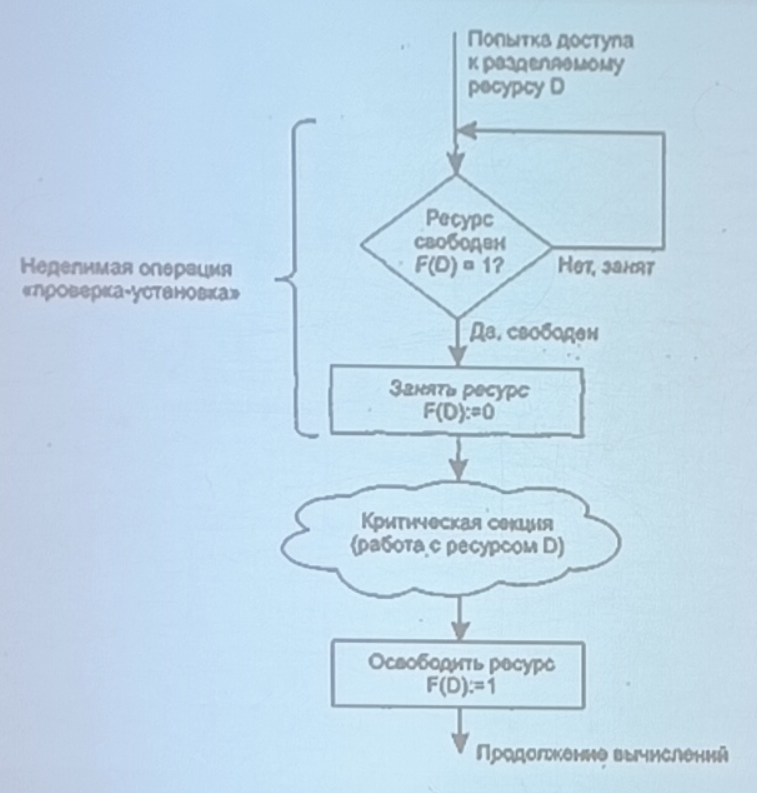 Попытка доступа
к разделяемому
ресурсу D
Ресурс
свободен
F(D) = 1?
Нет, занят
Неделимая операция
«проверка-установка»
Да, свободен
Занять ресурс
F(D):=0
Критическая секция
(работа с ресурсом D)
Освободить ресурс
F(D):=1
Продолжение вычислений